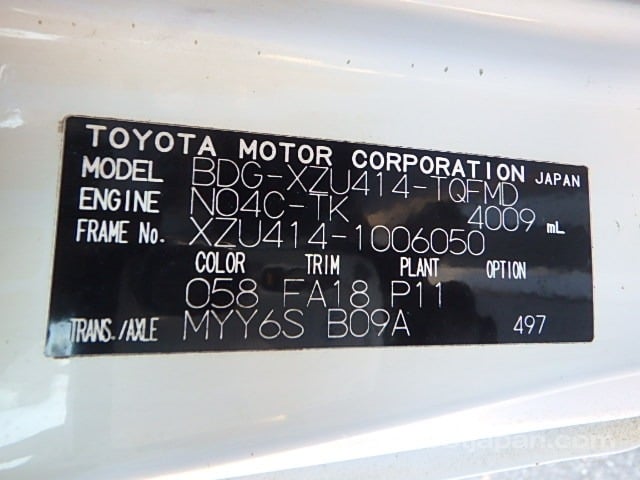 TOYOTA MOTOR CORPORATION JAPAN
MODEL BDG-XZU414-TQFMD
ENGINE N04C-TK 4009 mL
FRAME No. XZU414-1006050
COLOR TRIM PLANT OPTION
058 FA18 P11
TRANS./AXLE MYY6S B09A 497